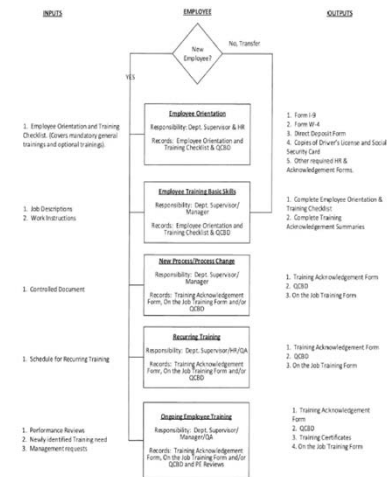 INPUTS
EMPLOYEE
OUTPUTS
New
Employee?
No, Transfer
YES
1. Employee Orientation and Training
Checklist. (Covers mandatory general
trainings and optional trainings).
Employee Orientation
Responsibility: Dept. Supervisor & HR
Records: Employee Orientation and
Training Checklist & QCBD
1. Form I-9
2. Form W-4
3. Direct Deposit Form
4. Copies of Driver's License and Social
Security Card
5. Other required HR &
Acknowledgement Forms.
1. Job Descriptions
2. Work Instructions
Employee Training Basic Skills
Responsibility: Dept. Supervisor/
Manager
Records: Employee Orientation and
Training Checklist & QCBD
1. Complete Employee Orientation &
Training Checklist
2. Complete Training
Acknowledgement Summaries
1. Controlled Document
New Process/Process Change
Responsibility: Dept. Supervisor/
Manager
Records: Training Acknowledgement
Form, On the Job Training Form and/or
QCBD
1. Training Acknowledgement Form
2. QCBD
3. On the Job Training Form
1. Schedule for Recurring Training
Recurring Training
Responsibility: Dept. Supervisor/HR/QA
Records: Training Acknowledgement
Form, On the Job Training Form and/or
QCBD
1. Training Acknowledgement Form
2. QCBD
3. On the Job Training Form
1. Performance Reviews
2. Newly identified Training need
3. Management requests
Ongoing Employee Training
Responsibility: Dept. Supervisor/
Manager/QA
Records: Training Acknowledgement
Form, On the Job Training Form and/or
QCBD and PE Reviews
1. Training Acknowledgement
Form
2. QCBD
3. Training Certificates
4. On the Job Training Form